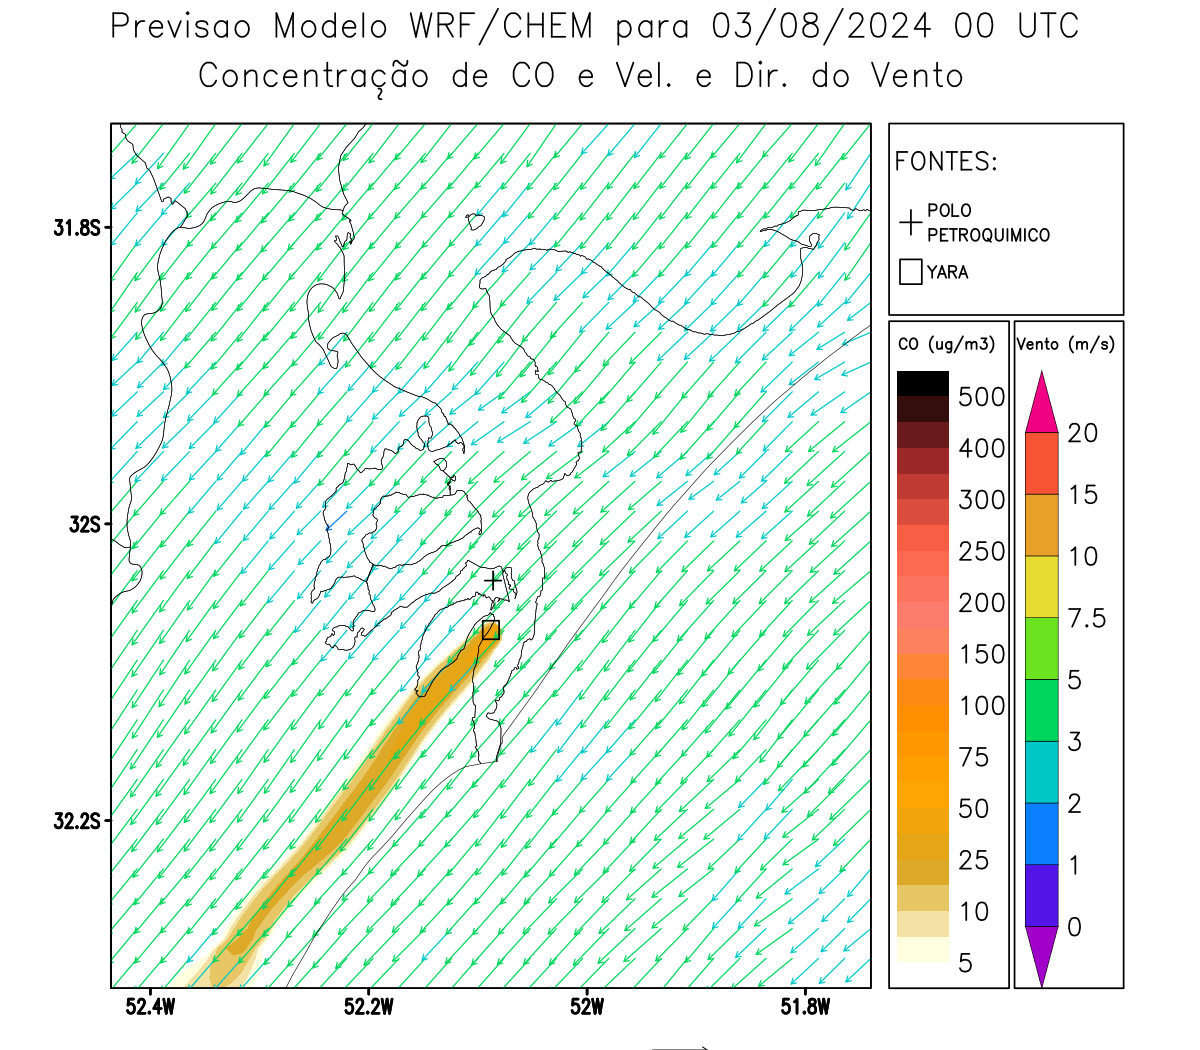 Previsao Modelo WRF/CHEM para 03/08/2024 00 UTC
Concentração de CO e Vel. e Dir. do Vento
FONTES:
POLO
PETROQUIMICO
YARA
CO (ug/m3)
500
400
300
250
200
150
100
75
50
25
10
5
Vento (m/s)
20
15
10
7.5
5
3
2
1
0
31.8S
32S
32.2S
52.4W
52.2W
52W
51.8W